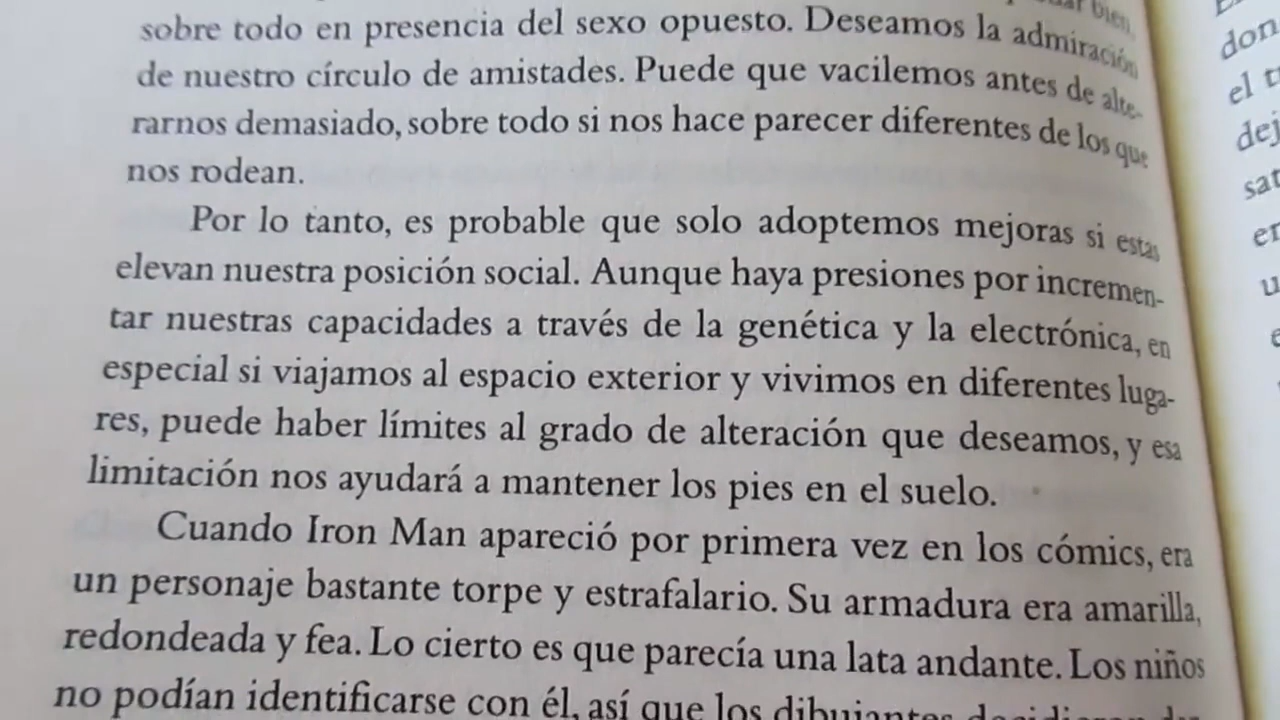 bien,
sobre todo en presencia del sexo opuesto. Deseamos la admiración
de nuestro círculo de amistades. Puede que vacilemos antes de alte-
rarnos demasiado, sobre todo si nos hace parecer diferentes de los que
nos rodean.
Por lo tanto, es probable que solo adoptemos mejoras si estas
elevan nuestra posición social. Aunque haya presiones por incremen-
tar nuestras capacidades a través de la genética y la electrónica, en
especial si viajamos al espacio exterior y vivimos en diferentes luga-
res, puede haber límites al grado de alteración que deseamos, y esa
limitación nos ayudará a mantener los pies en el suelo.
Cuando Iron Man apareció por primera vez en los cómics, era
un personaje bastante torpe y estrafalario. Su armadura era amarilla,
redondeada y fea. Lo cierto es que parecía una lata andante. Los niños
no podían identificarse con él, así que los dibujantes decidieron
don
el
dej
sat